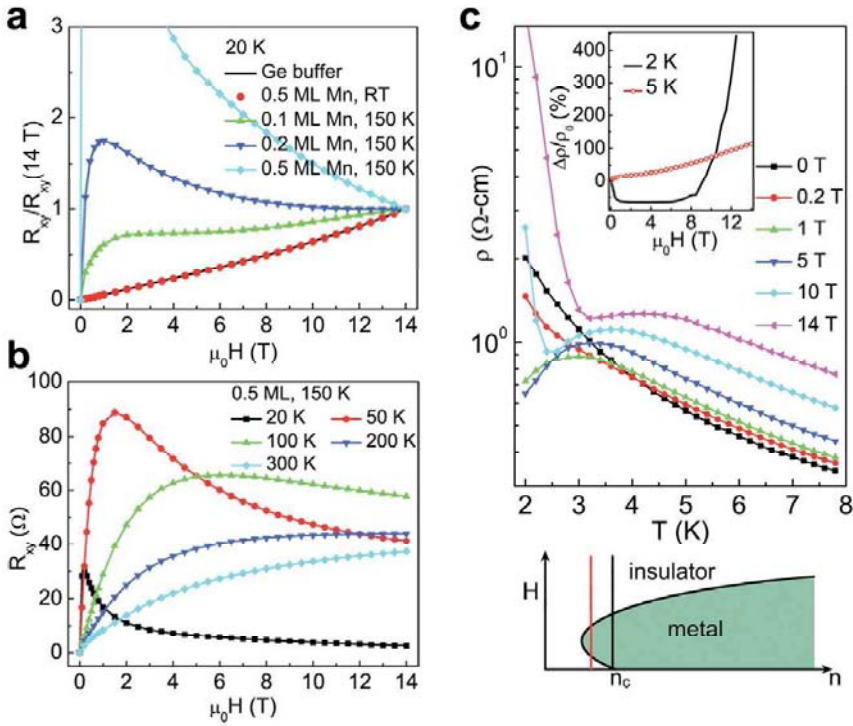 a
3
2
1
0
R_xy/R_xy(14 T)
20 K
Ge buffer
0.5 ML Mn, RT
0.1 ML Mn, 150 K
0.2 ML Mn, 150 K
0.5 ML Mn, 150 K
0 2 4 6 8 10 12 14
μ₀H (T)
b
100
80
60
40
20
0
R_xy (Ω)
0.5 ML, 150 K
20 K 50 K
100 K 200 K
300 K
0 2 4 6 8 10 12 14
μ₀H (T)
c
10¹
10⁰
ρ (Ω-cm)
400
300
200
100
0
Δρ/ρ₀ (%)
2 K
5 K
0 4 8 12
μ₀H (T)
0 T
0.2 T
1 T
5 T
10 T
14 T
2 3 4 5 6 7 8
T (K)
H
insulator
metal
n_c
n